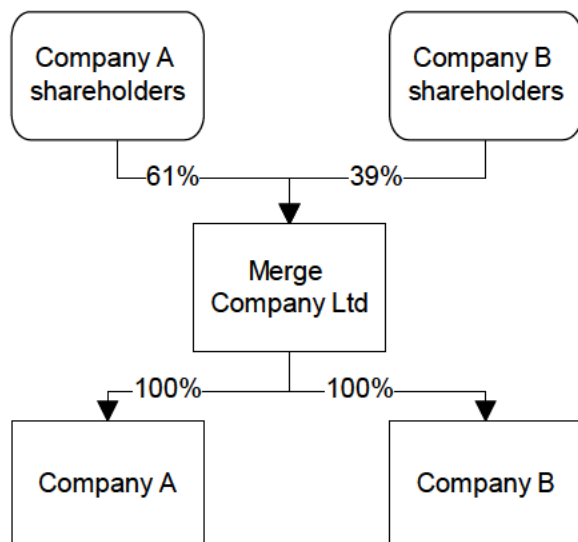 Company A
shareholders
Company B
shareholders
61%
39%
Merge
Company Ltd
100%
100%
Company A
Company B